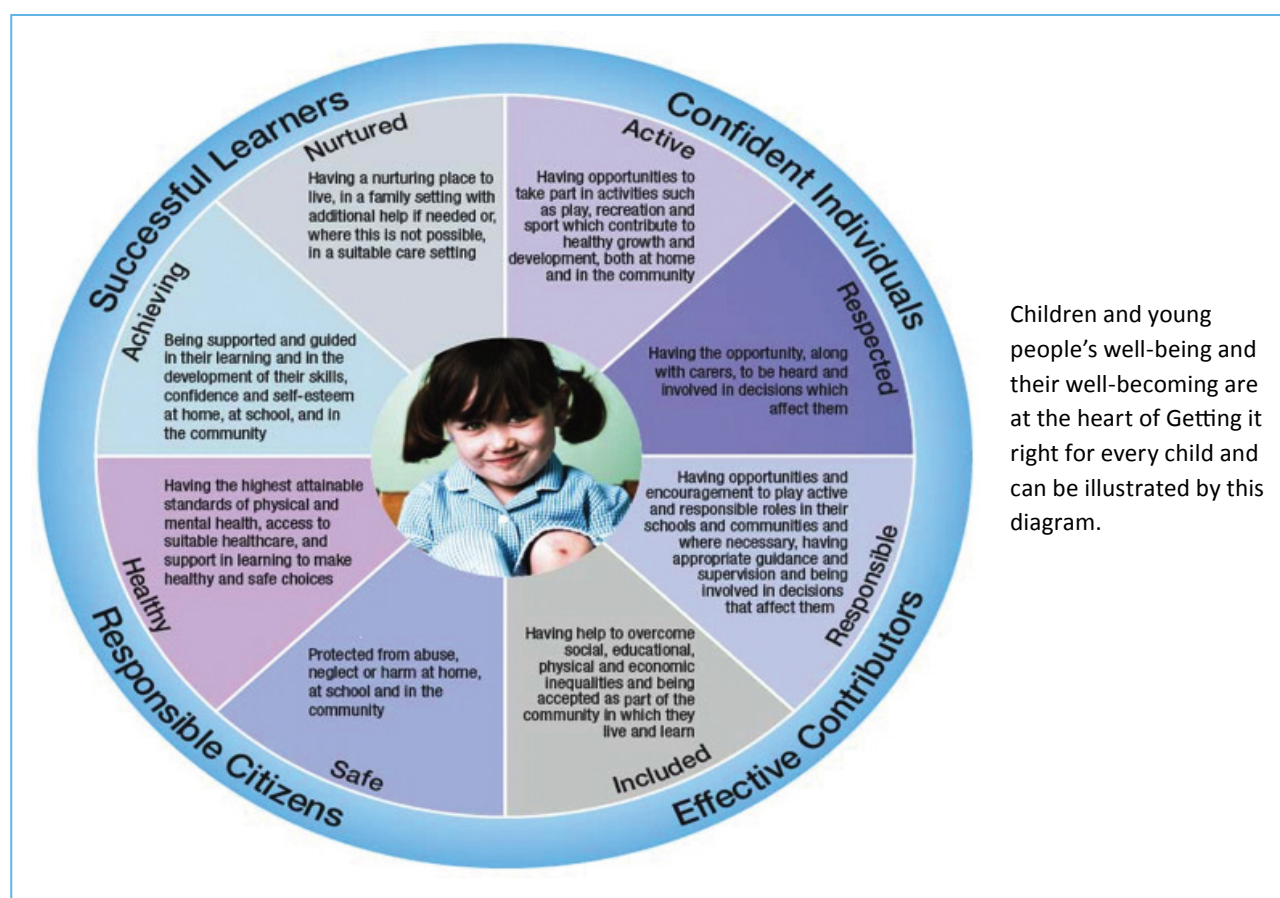 Successful Learners
Confident Individuals
Nurtured
Having a nurturing place to
live, in a family setting with
additional help if needed or,
where this is not possible,
in a suitable care setting
Active
Having opportunities to
take part in activities such
as play, recreation and
sport which contribute to
healthy growth and
development, both at home
and in the community
Achieving
Being supported and guided
in their learning and in the
development of their skills,
confidence and self-esteem
at home, at school, and in
the community
Respected
Having the opportunity, along
with carers, to be heard and
involved in decisions which
affect them
Healthy
Having the highest attainable
standards of physical and
mental health, access to
suitable healthcare, and
support in learning to make
healthy and safe choices
Responsible
Having opportunities and
encouragement to play active
and responsible roles in their
schools and communities and
where necessary, having
appropriate guidance and
supervision and being
involved in decisions
that affect them
Safe
Protected from abuse,
neglect or harm at home,
at school and in the
community
Included
Having help to overcome
social, educational,
physical and economic
inequalities and being
accepted as part of the
community in which they
live and learn
Responsible Citizens
Effective Contributors
Children and young
people’s well-being and
their well-becoming are
at the heart of Getting it
right for every child and
can be illustrated by this
diagram.